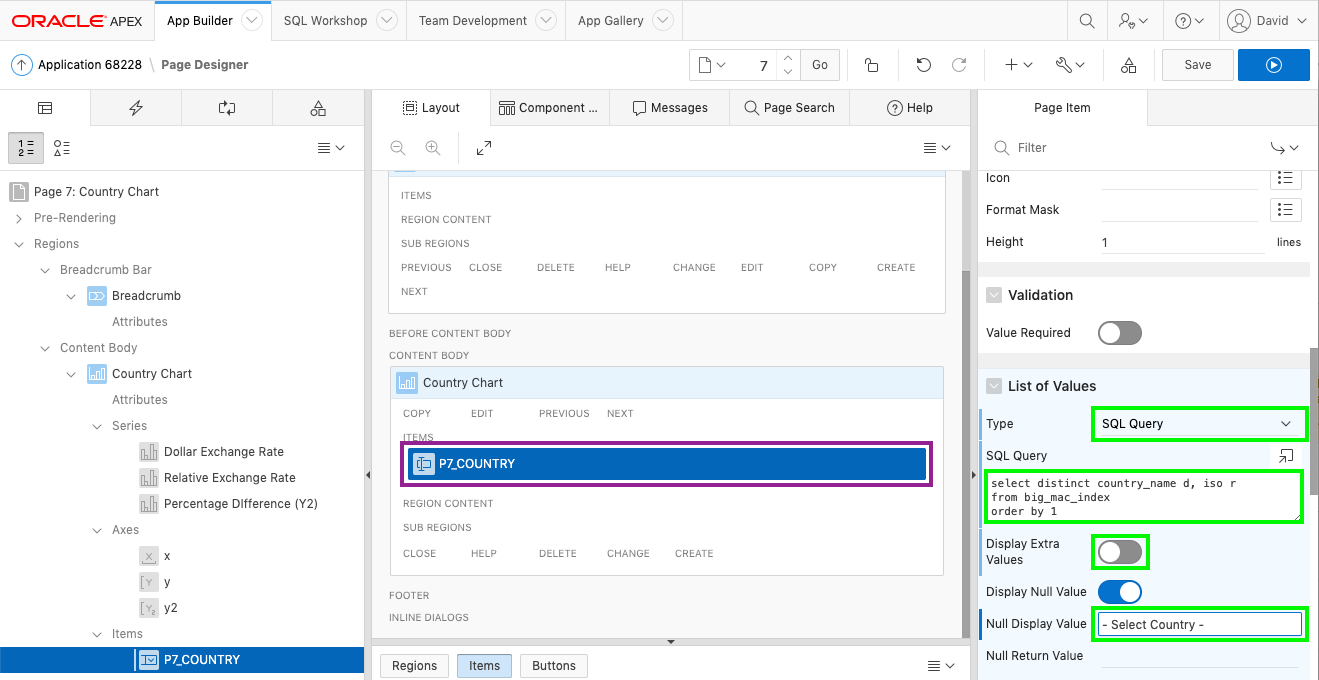 ORACLE APEX
App Builder
SQL Workshop
Team Development
App Gallery
David
Application 68228 \ Page Designer
7
Go
Save
Layout
Component ...
Messages
Page Search
Help
Page Item
Filter
Page 7: Country Chart
Pre-Rendering
Regions
Breadcrumb Bar
Breadcrumb
Attributes
Content Body
Country Chart
Attributes
Series
Dollar Exchange Rate
Relative Exchange Rate
Percentage DIfference (Y2)
Axes
x
y
y2
Items
P7_COUNTRY
ITEMS
REGION CONTENT
SUB REGIONS
PREVIOUS CLOSE DELETE HELP CHANGE EDIT COPY CREATE
NEXT
BEFORE CONTENT BODY
CONTENT BODY
Country Chart
COPY EDIT PREVIOUS NEXT
ITEMS
P7_COUNTRY
REGION CONTENT
SUB REGIONS
CLOSE HELP DELETE CHANGE CREATE
FOOTER
INLINE DIALOGS
Regions
Items
Buttons
Icon
Format Mask
Height 1 lines
Validation
Value Required
List of Values
Type SQL Query
SQL Query
select distinct country_name d, iso r
from big_mac_index
order by 1
Display Extra
Values
Display Null Value
Null Display Value - Select Country -
Null Return Value